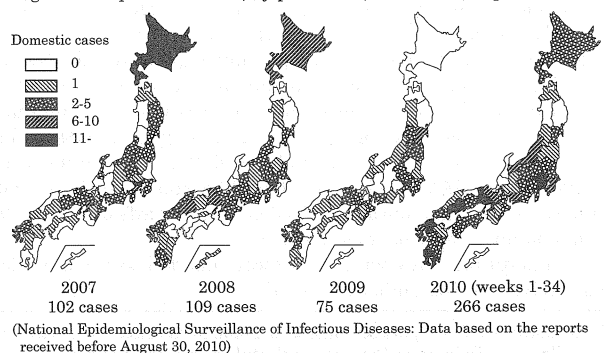 Domestic cases
0
1
2-5
6-10
11-
2007
102 cases
2008
109 cases
2009
75 cases
2010 (weeks 1-34)
266 cases
(National Epidemiological Surveillance of Infectious Diseases: Data based on the reports
received before August 30, 2010)